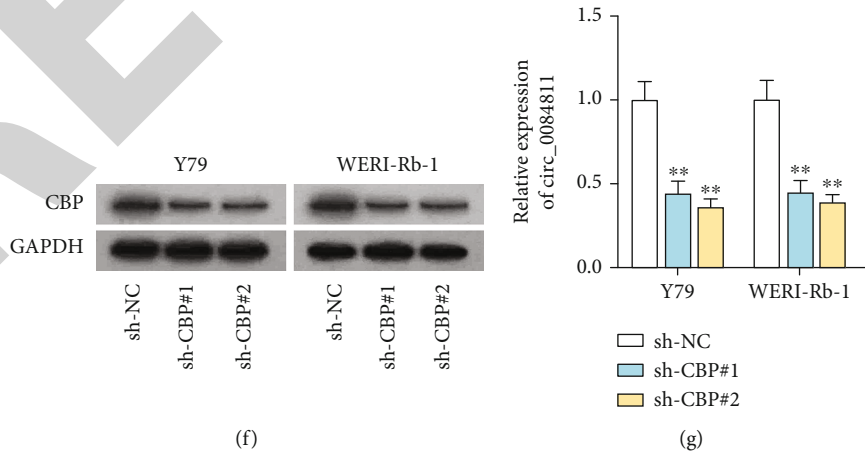 Y79 WERI-Rb-1
CBP
GAPDH
sh-NC
sh-CBP#1
sh-CBP#2
sh-NC
sh-CBP#1
sh-CBP#2
(f)
Relative expression
of circ_0084811
1.5
1.0
0.5
0.0
** ** ** **
Y79 WERI-Rb-1
sh-NC
sh-CBP#1
sh-CBP#2
(g)